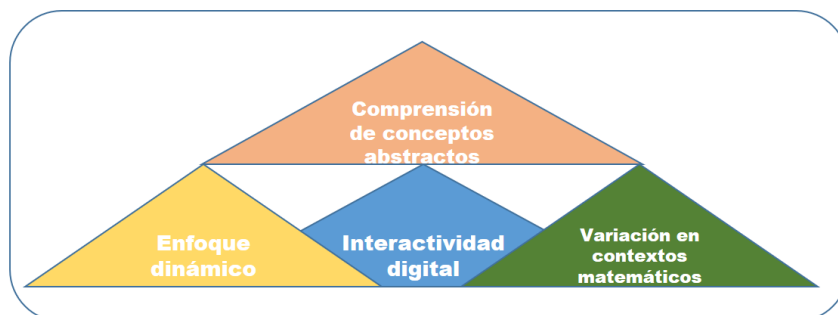 Comprensión
de conceptos
abstractos
Enfoque
dinámico
Interactividad
digital
Variación en
contextos
matemáticos